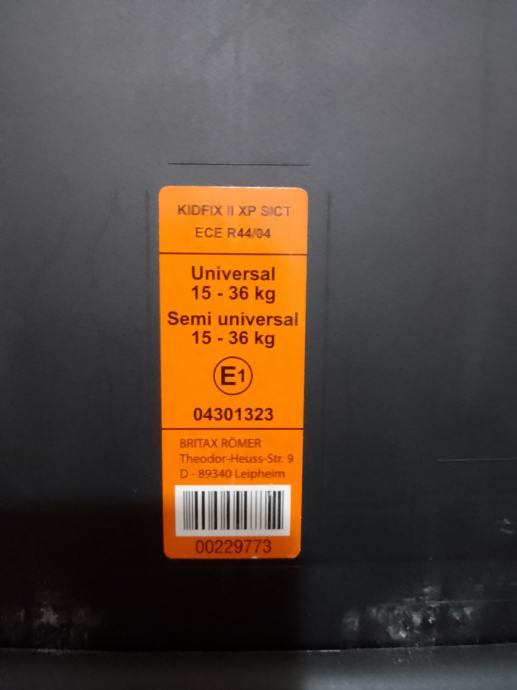 KIDFIX II XP SICT
ECE R44/04
Universal
15 - 36 kg
Semi universal
15 - 36 kg
E1
04301323
BRITAX RÖMER
Theodor-Heuss-Str. 9
D - 89340 Leipheim
00229773